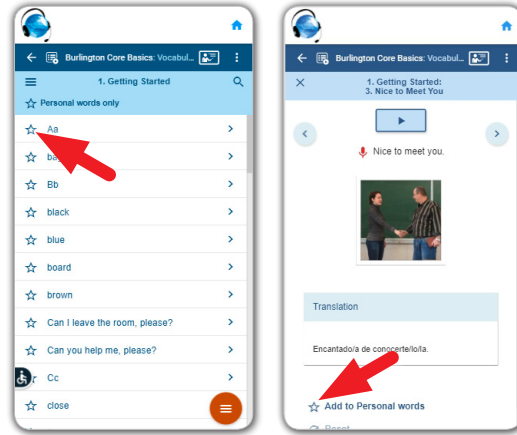 Burlington Core Basics: Vocabul...
1. Getting Started
Personal words only
Aa
Bb
black
blue
board
brown
Can I leave the room, please?
Can you help me, please?
Cc
close
Burlington Core Basics: Vocabul...
1. Getting Started:
3. Nice to Meet You
Nice to meet you.
Translation
Encantado/a de conocerte/lo/la.
Add to Personal words
Reset